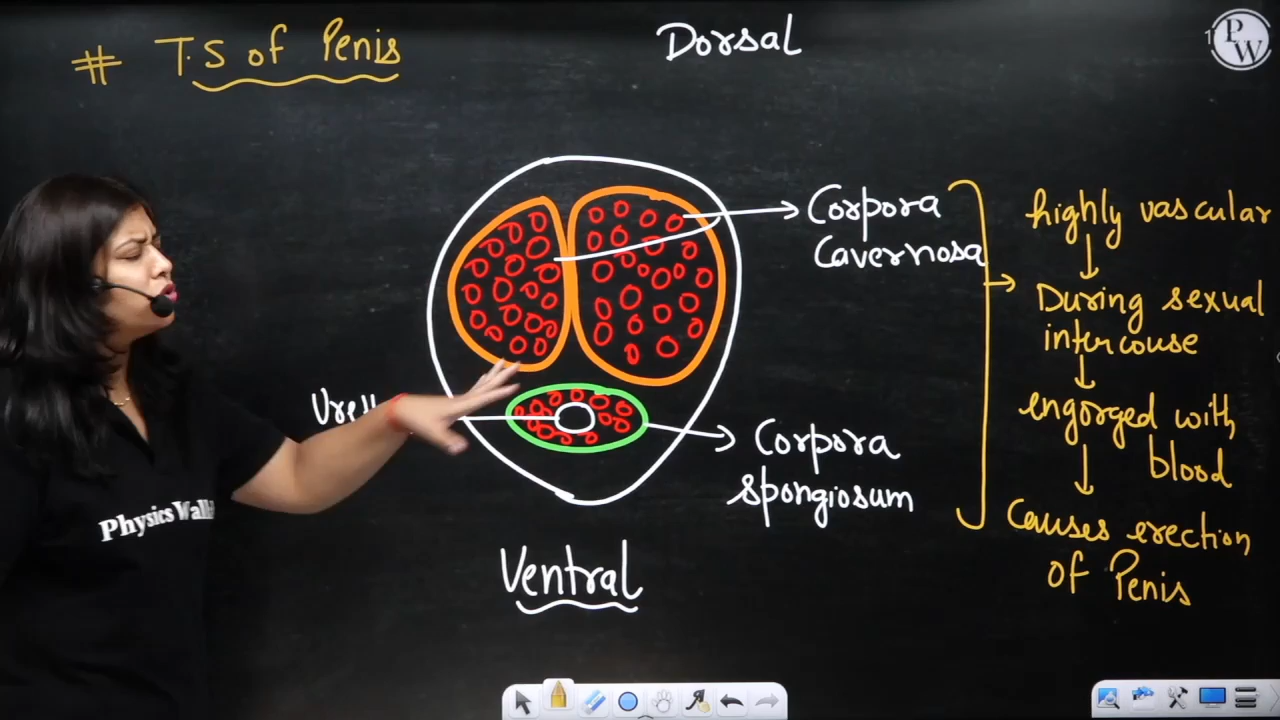 # T.S of Penis
Dorsal
PW
Corpora
Cavernosa
highly vascular
During sexual
intercouse
engorged with
blood
Causes erection
of Penis
Corpora
spongiosum
Ventral
Physics Wall